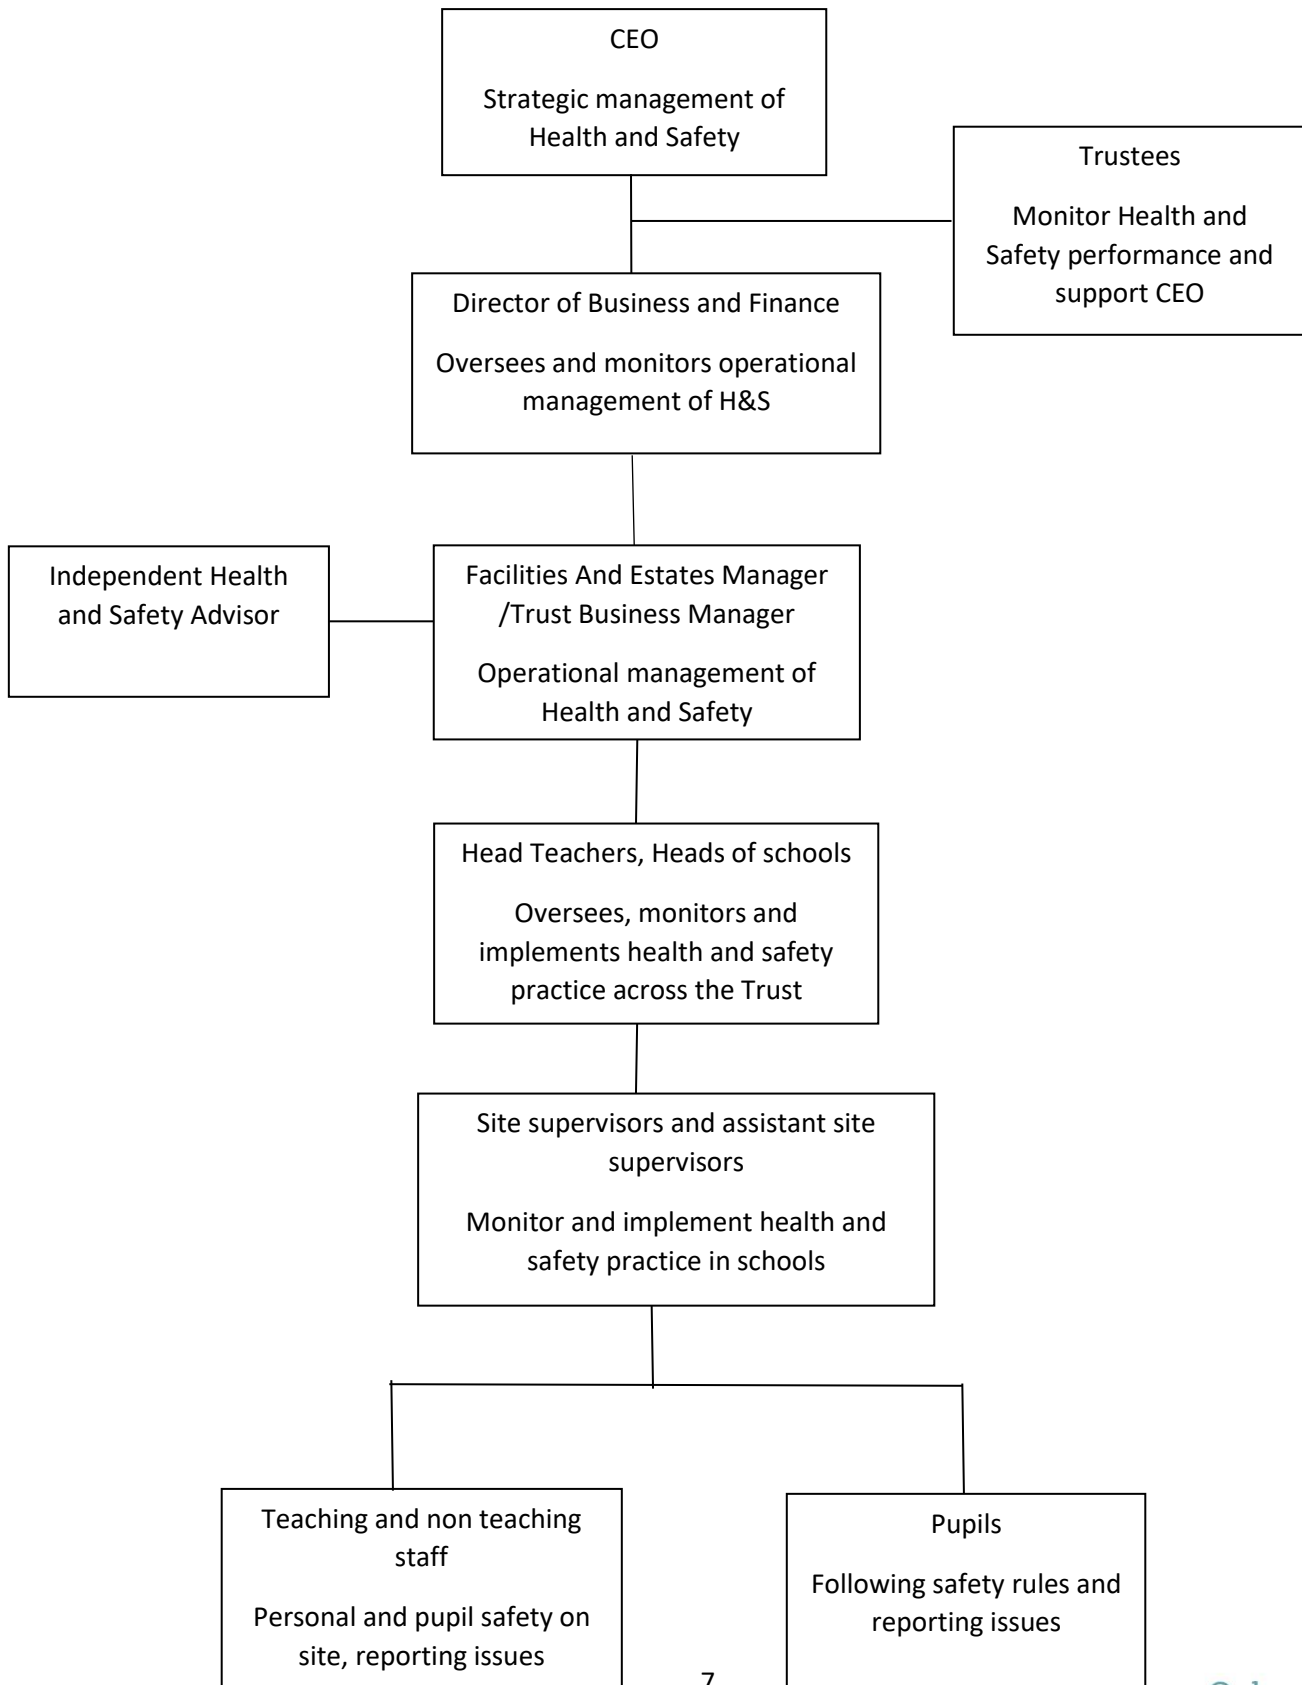 CEO
Strategic management of
Health and Safety
Trustees
Monitor Health and
Safety performance and
support CEO
Director of Business and Finance
Oversees and monitors operational
management of H&S
Independent Health
and Safety Advisor
Facilities And Estates Manager
/Trust Business Manager
Operational management of
Health and Safety
Head Teachers, Heads of schools
Oversees, monitors and
implements health and safety
practice across the Trust
Site supervisors and assistant site
supervisors
Monitor and implement health and
safety practice in schools
Teaching and non teaching
staff
Personal and pupil safety on
site, reporting issues
Pupils
Following safety rules and
reporting issues
7